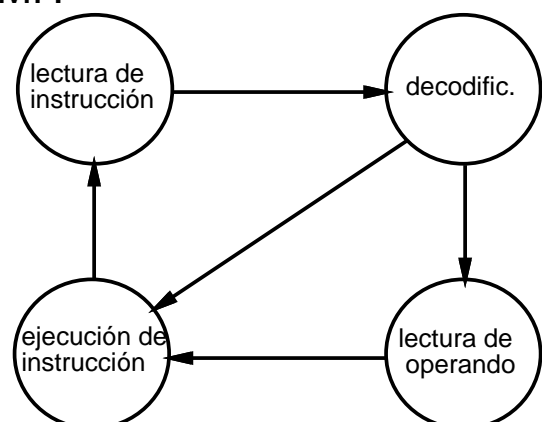 lectura de
instrucción
decodific.
ejecución de
instrucción
lectura de
operando